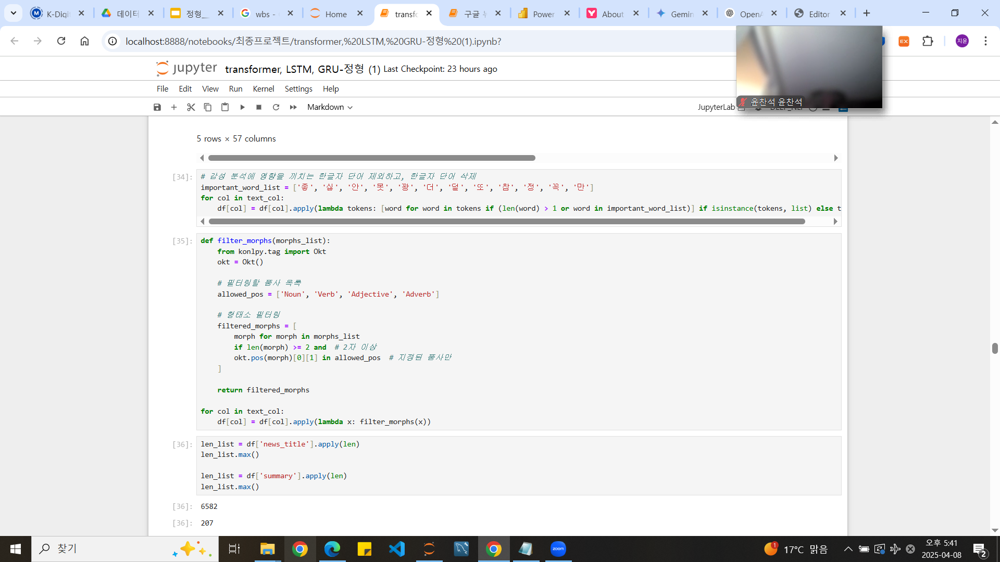 K-Digit
데이터
정형__
wbs -
Home
transfo
구글 뉴
Power
About
Gemin
OpenA
Editor
localhost:8888/notebooks/최종프로젝트/transformer,%20LSTM,%20GRU-정형%20(1).ipynb?
EX
지윤
jupyter transformer, LSTM, GRU-정형 (1) Last Checkpoint: 23 hours ago
File Edit View Run Kernel Settings Help
Markdown
JupyterLab
윤찬석 윤찬석
5 rows × 57 columns
[34]:
# 감성 분석에 영향을 끼치는 한글자 단어 제외하고, 한글자 단어 삭제
important_word_list = ['좋', '싫', '안', '못', '꽝', '더', '덜', '또', '참', '정', '꼭', '만']
for col in text_col:
df[col] = df[col].apply(lambda tokens: [word for word in tokens if (len(word) > 1 or word in important_word_list)] if isinstance(tokens, list) else t
[35]:
def filter_morphs(morphs_list):
from konlpy.tag import Okt
okt = Okt()
# 필터링할 품사 목록
allowed_pos = ['Noun', 'Verb', 'Adjective', 'Adverb']
# 형태소 필터링
filtered_morphs = [
morph for morph in morphs_list
if len(morph) >= 2 and # 2자 이상
okt.pos(morph)[0][1] in allowed_pos # 지정된 품사만
]
return filtered_morphs
for col in text_col:
df[col] = df[col].apply(lambda x: filter_morphs(x))
[36]:
len_list = df['news_title'].apply(len)
len_list.max()
len_list = df['summary'].apply(len)
len_list.max()
[36]: 6582
[36]: 207
찾기
zoom
1
17°C 맑음
오후 5:41
2025-04-08
2